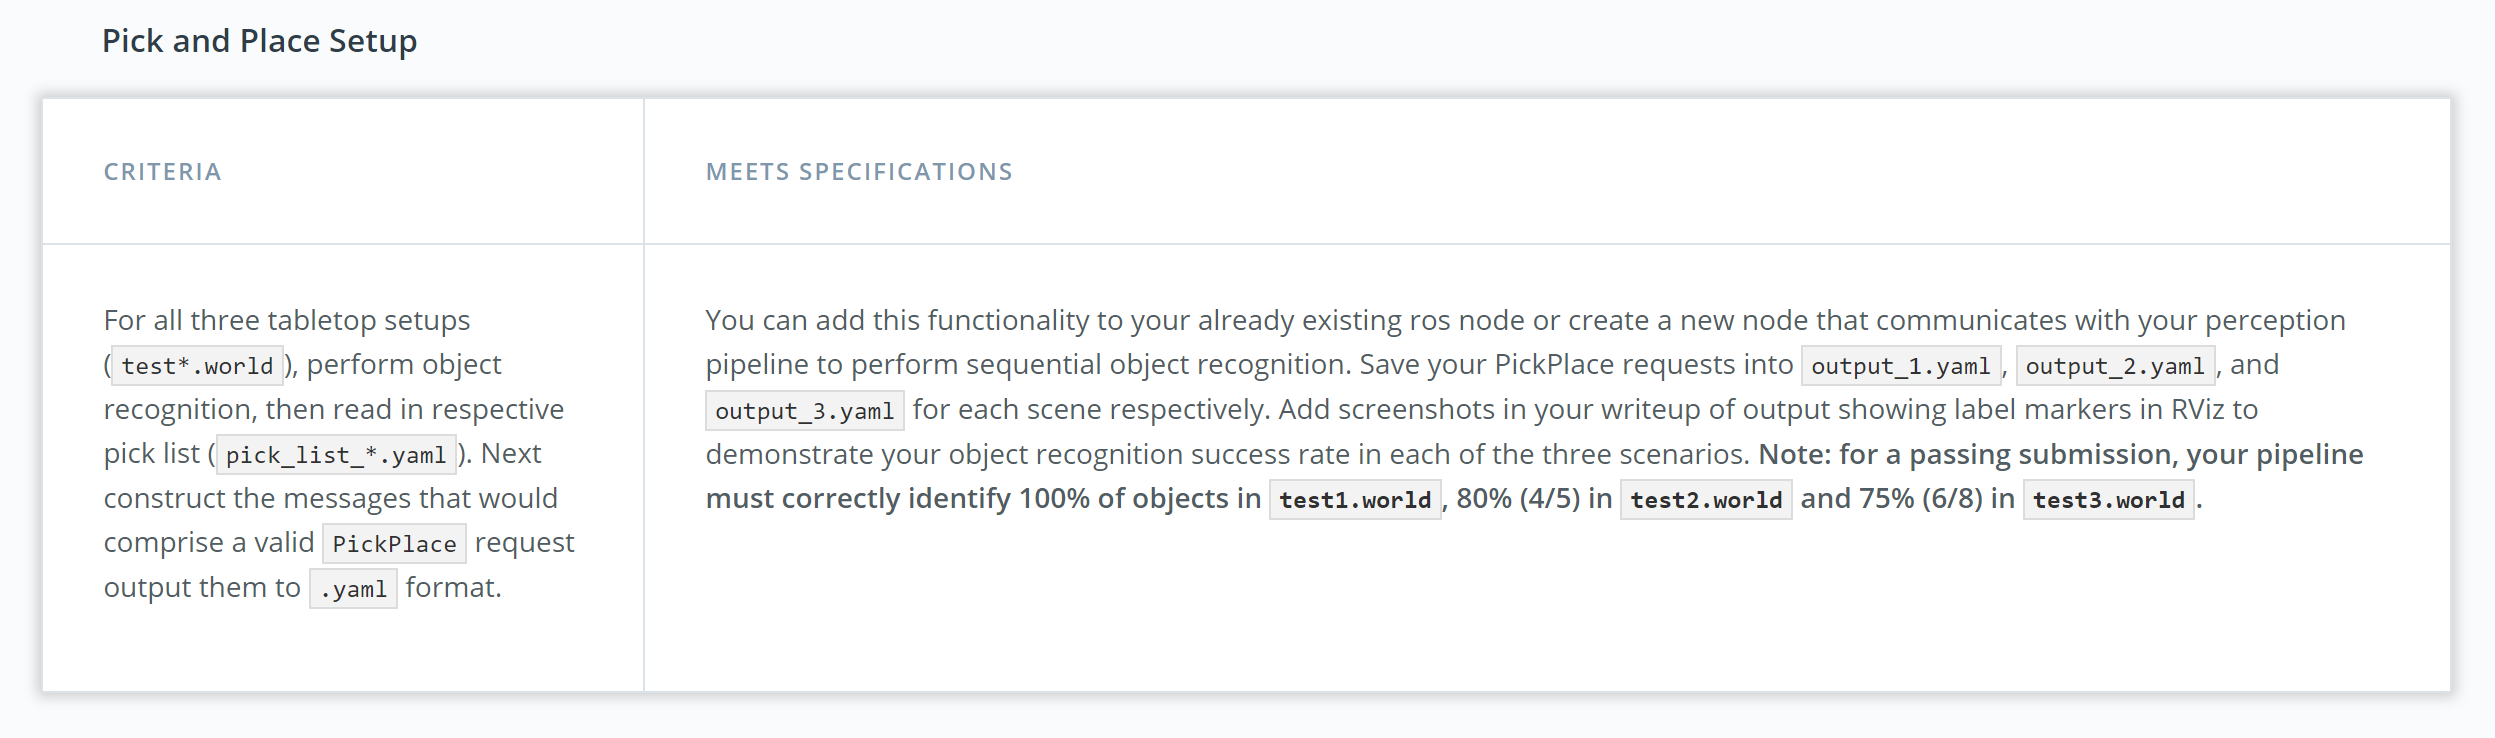 Pick and Place Setup
CRITERIA
MEETS SPECIFICATIONS
For all three tabletop setups
(test*.world), perform object
recognition, then read in respective
pick list (pick_list_*.yaml). Next
construct the messages that would
comprise a valid PickPlace request
output them to .yaml format.
You can add this functionality to your already existing ros node or create a new node that communicates with your perception
pipeline to perform sequential object recognition. Save your PickPlace requests into output_1.yaml, output_2.yaml, and
output_3.yaml for each scene respectively. Add screenshots in your writeup of output showing label markers in RViz to
demonstrate your object recognition success rate in each of the three scenarios. Note: for a passing submission, your pipeline
must correctly identify 100% of objects in test1.world, 80% (4/5) in test2.world and 75% (6/8) in test3.world.